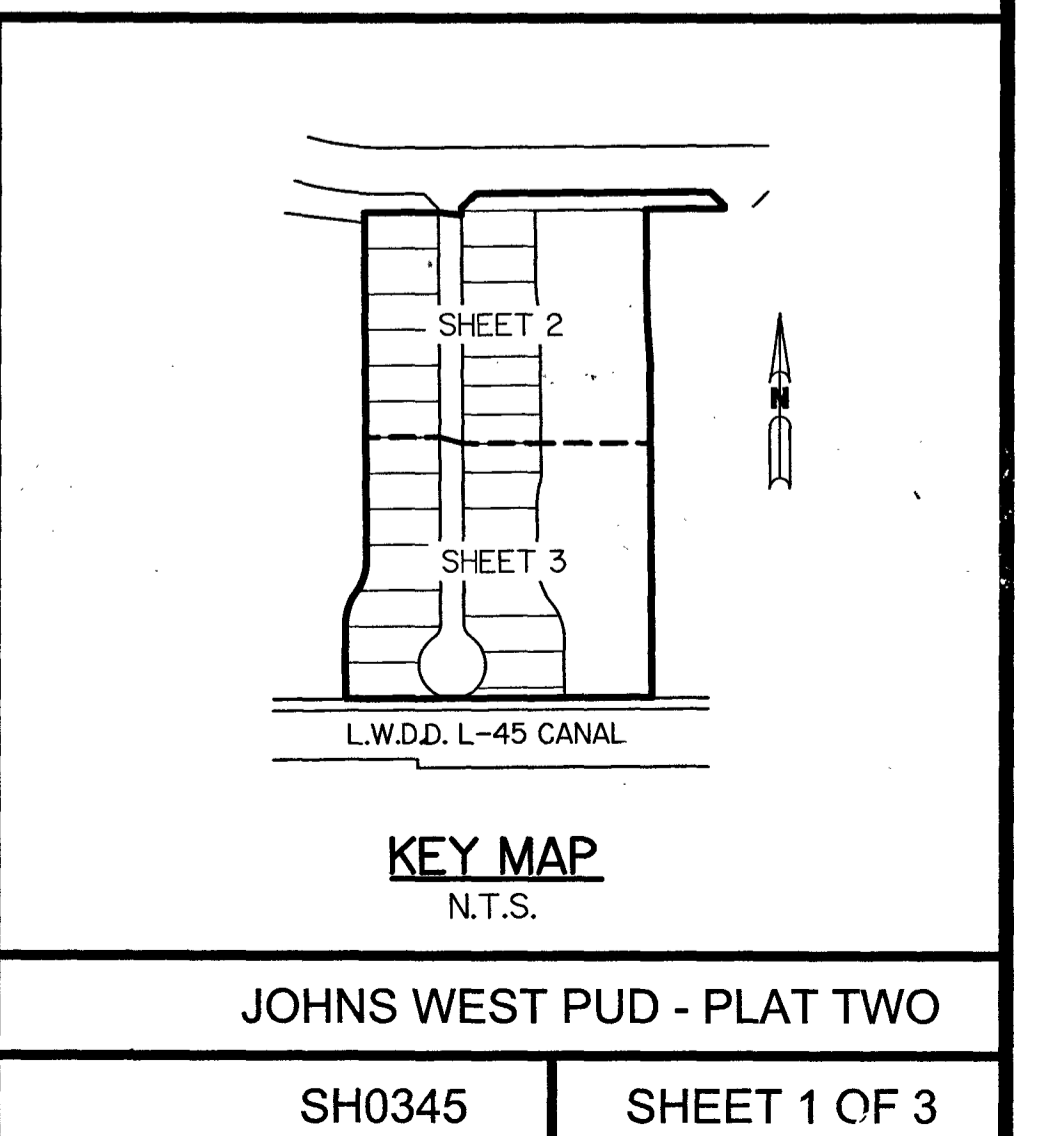 SHEET 2
N
SHEET 3
L.W.D.D. L-45 CANAL
KEY MAP
N.T.S.
JOHNS WEST PUD - PLAT TWO
SH0345
SHEET 1 OF 3